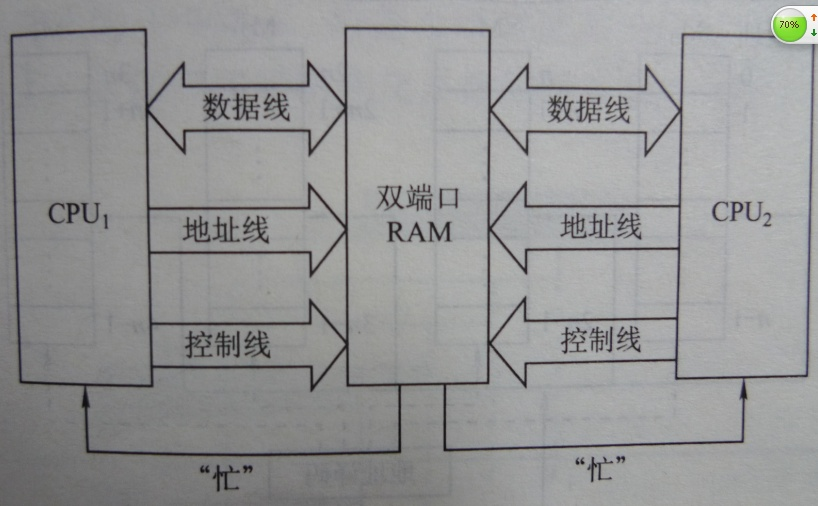 70%
数据线
数据线
CPU₁
双端口
RAM
CPU₂
地址线
地址线
控制线
控制线
“忙”
“忙”